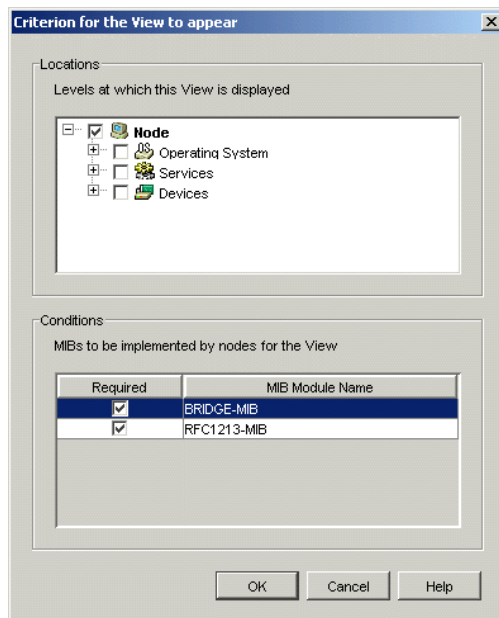 Criterion for the View to appear
Locations
Levels at which this View is displayed
Node
Operating System
Services
Devices
Conditions
MIBs to be implemented by nodes for the View
Required MIB Module Name
BRIDGE-MIB
RFC1213-MIB
OK Cancel Help